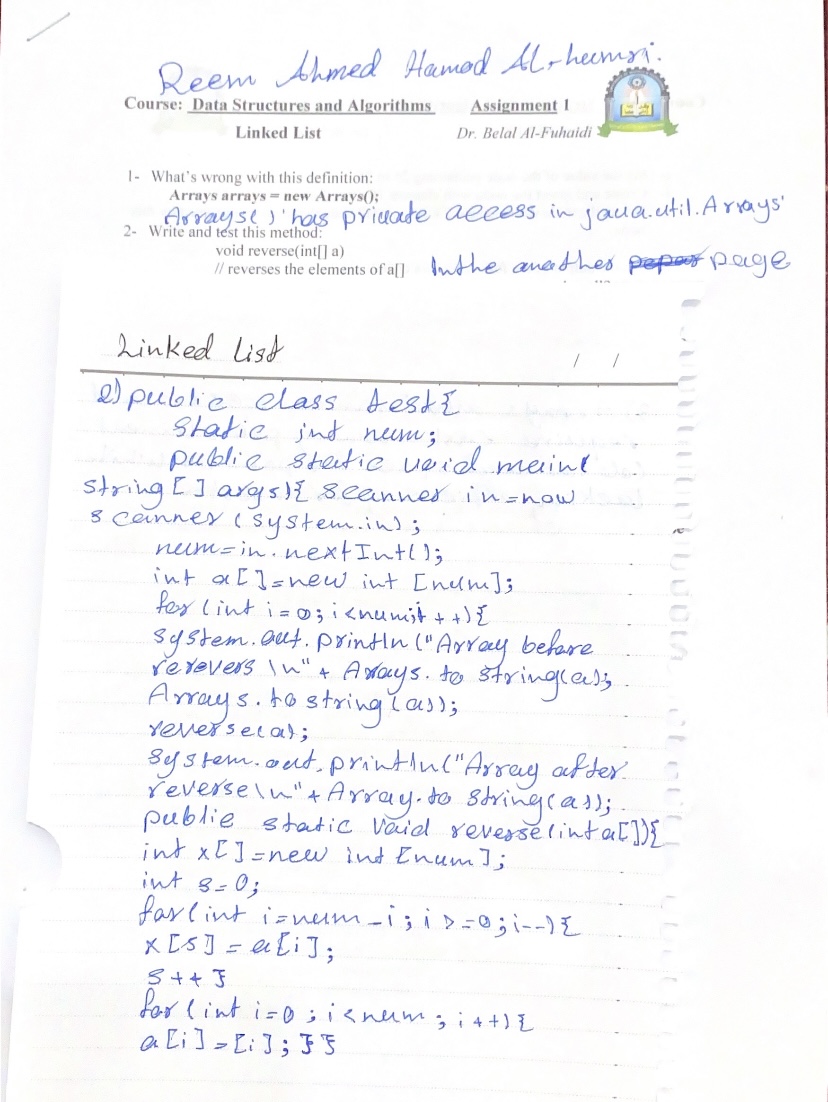 Reem Ahmed Hamod Al-heemri.
Course: Data Structures and Algorithms Assignment 1
Linked List Dr. Belal Al-Fuhaidi
1- What's wrong with this definition:
Arrays arrays = new Arrays();
Arrays()' has private access in java.util.Arrays'
2- Write and test this method:
void reverse(int[] a)
// reverses the elements of a[] In the anather page
Linked list / /
2) public class test{
static int num;
public static void main(
string [ ] args){ scanner in = now
scanner (system.in);
num = in. nextInt();
int a[ ] = new int [num];
for (int i = 0; i < num; i++){
system.out.println ("Array before
rerevers \n" + Arrays. to string(a);
Arrays. to string (a));
reverse(a);
system.out.println("Array after
reverse \n" + Array. to string(a));
public static void reverse(int a[ ]){
int x[ ] = new int [num];
int s = 0;
for (int i = num - i; i >= 0; i--){
x [s] = a[i];
s++ }
for (int i = 0; i < num; i++){
a[i] = [i]; }}